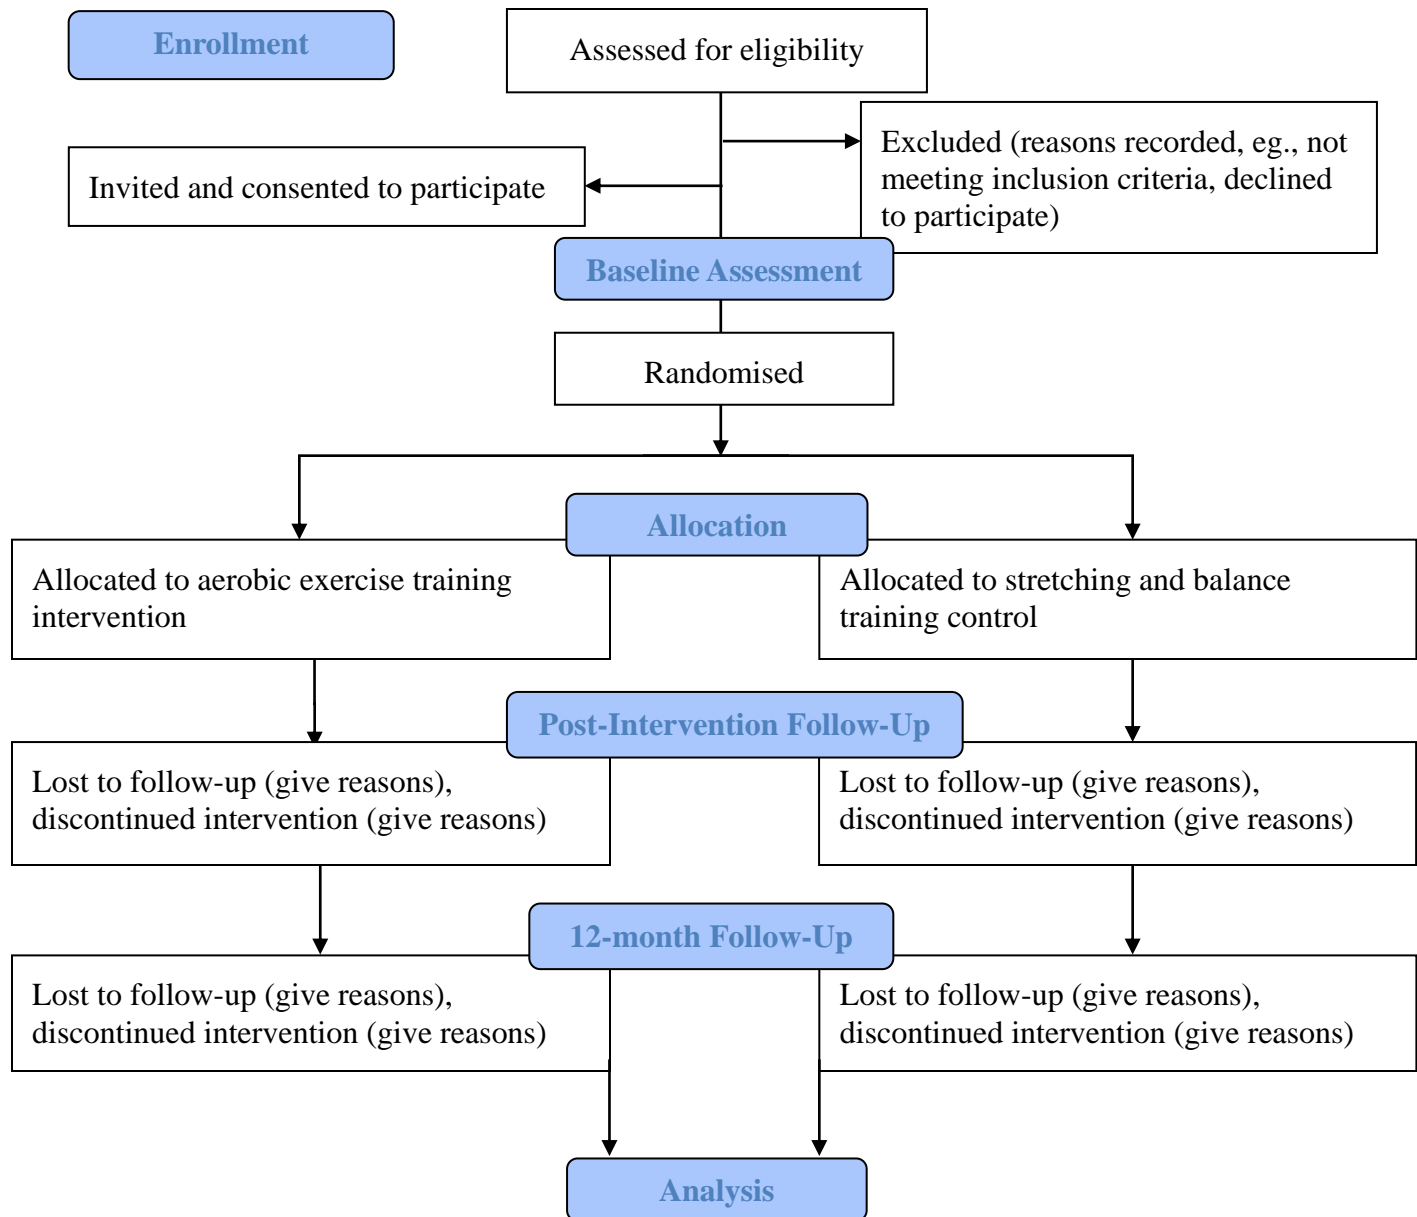 Enrollment
Assessed for eligibility
Excluded (reasons recorded, eg., not
meeting inclusion criteria, declined
to participate)
Invited and consented to participate
Baseline Assessment
Randomised
Allocation
Allocated to aerobic exercise training
intervention
Allocated to stretching and balance
training control
Post-Intervention Follow-Up
Lost to follow-up (give reasons),
discontinued intervention (give reasons)
Lost to follow-up (give reasons),
discontinued intervention (give reasons)
12-month Follow-Up
Lost to follow-up (give reasons),
discontinued intervention (give reasons)
Lost to follow-up (give reasons),
discontinued intervention (give reasons)
Analysis